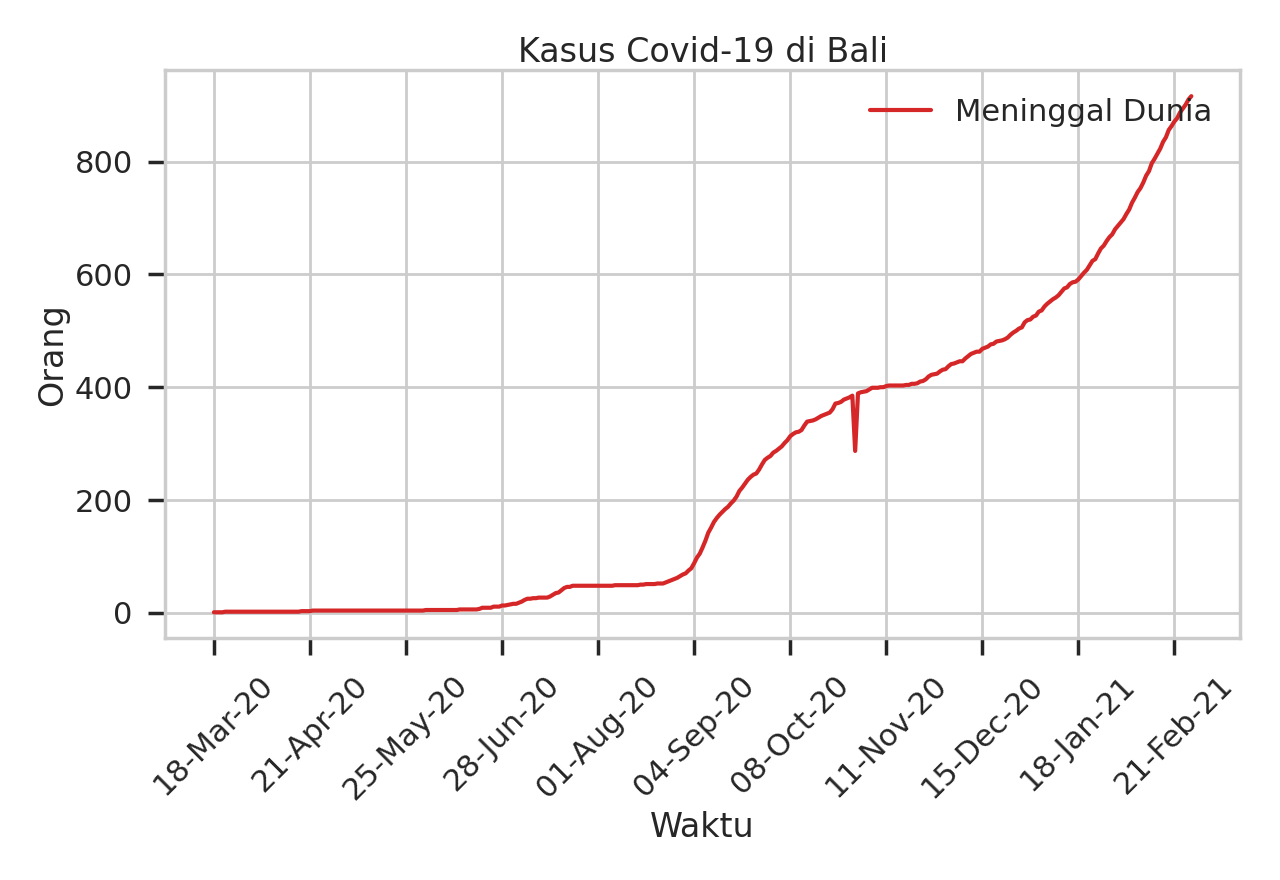 Kasus Covid-19 di Bali
Meninggal Dunia
Orang
800
600
400
200
0
18-Mar-20
21-Apr-20
25-May-20
28-Jun-20
01-Aug-20
04-Sep-20
08-Oct-20
11-Nov-20
15-Dec-20
18-Jan-21
21-Feb-21
Waktu